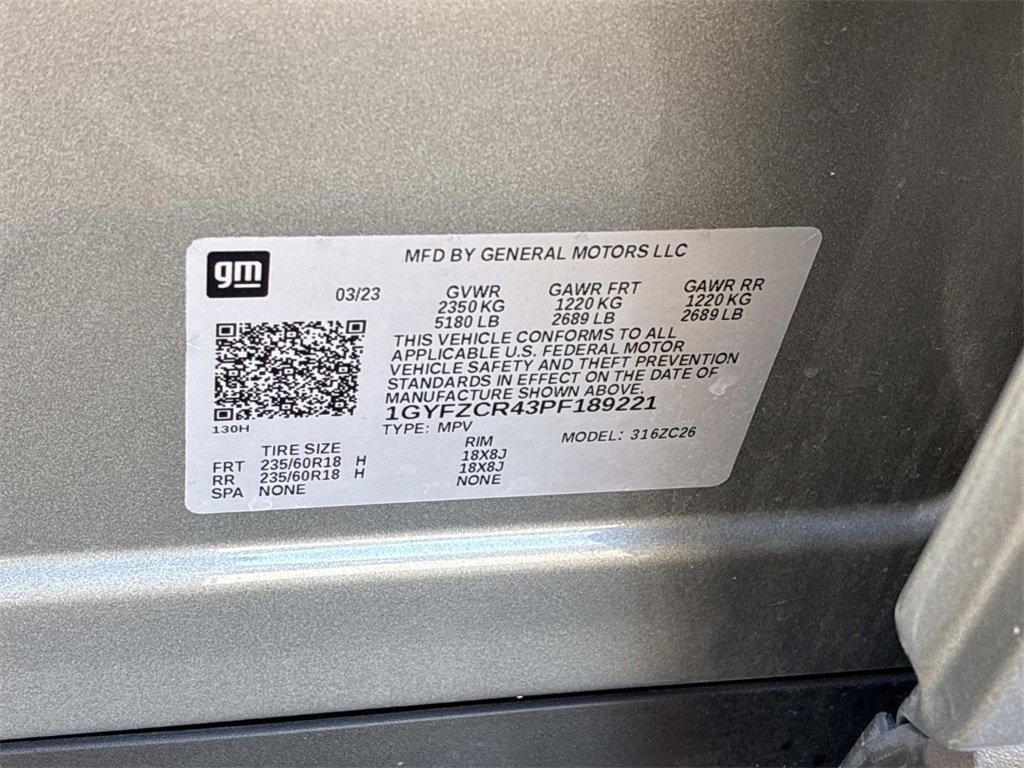 gm
MFD BY GENERAL MOTORS LLC
03/23 GVWR GAWR FRT GAWR RR
2350 KG 1220 KG 1220 KG
5180 LB 2689 LB 2689 LB
THIS VEHICLE CONFORMS TO ALL
APPLICABLE U.S. FEDERAL MOTOR
VEHICLE SAFETY AND THEFT PREVENTION
STANDARDS IN EFFECT ON THE DATE OF
MANUFACTURE SHOWN ABOVE.
1GYFZCR43PF189221
130H
TYPE: MPV MODEL: 316ZC26
TIRE SIZE RIM
FRT 235/60R18 H 18X8J
RR 235/60R18 H 18X8J
SPA NONE NONE